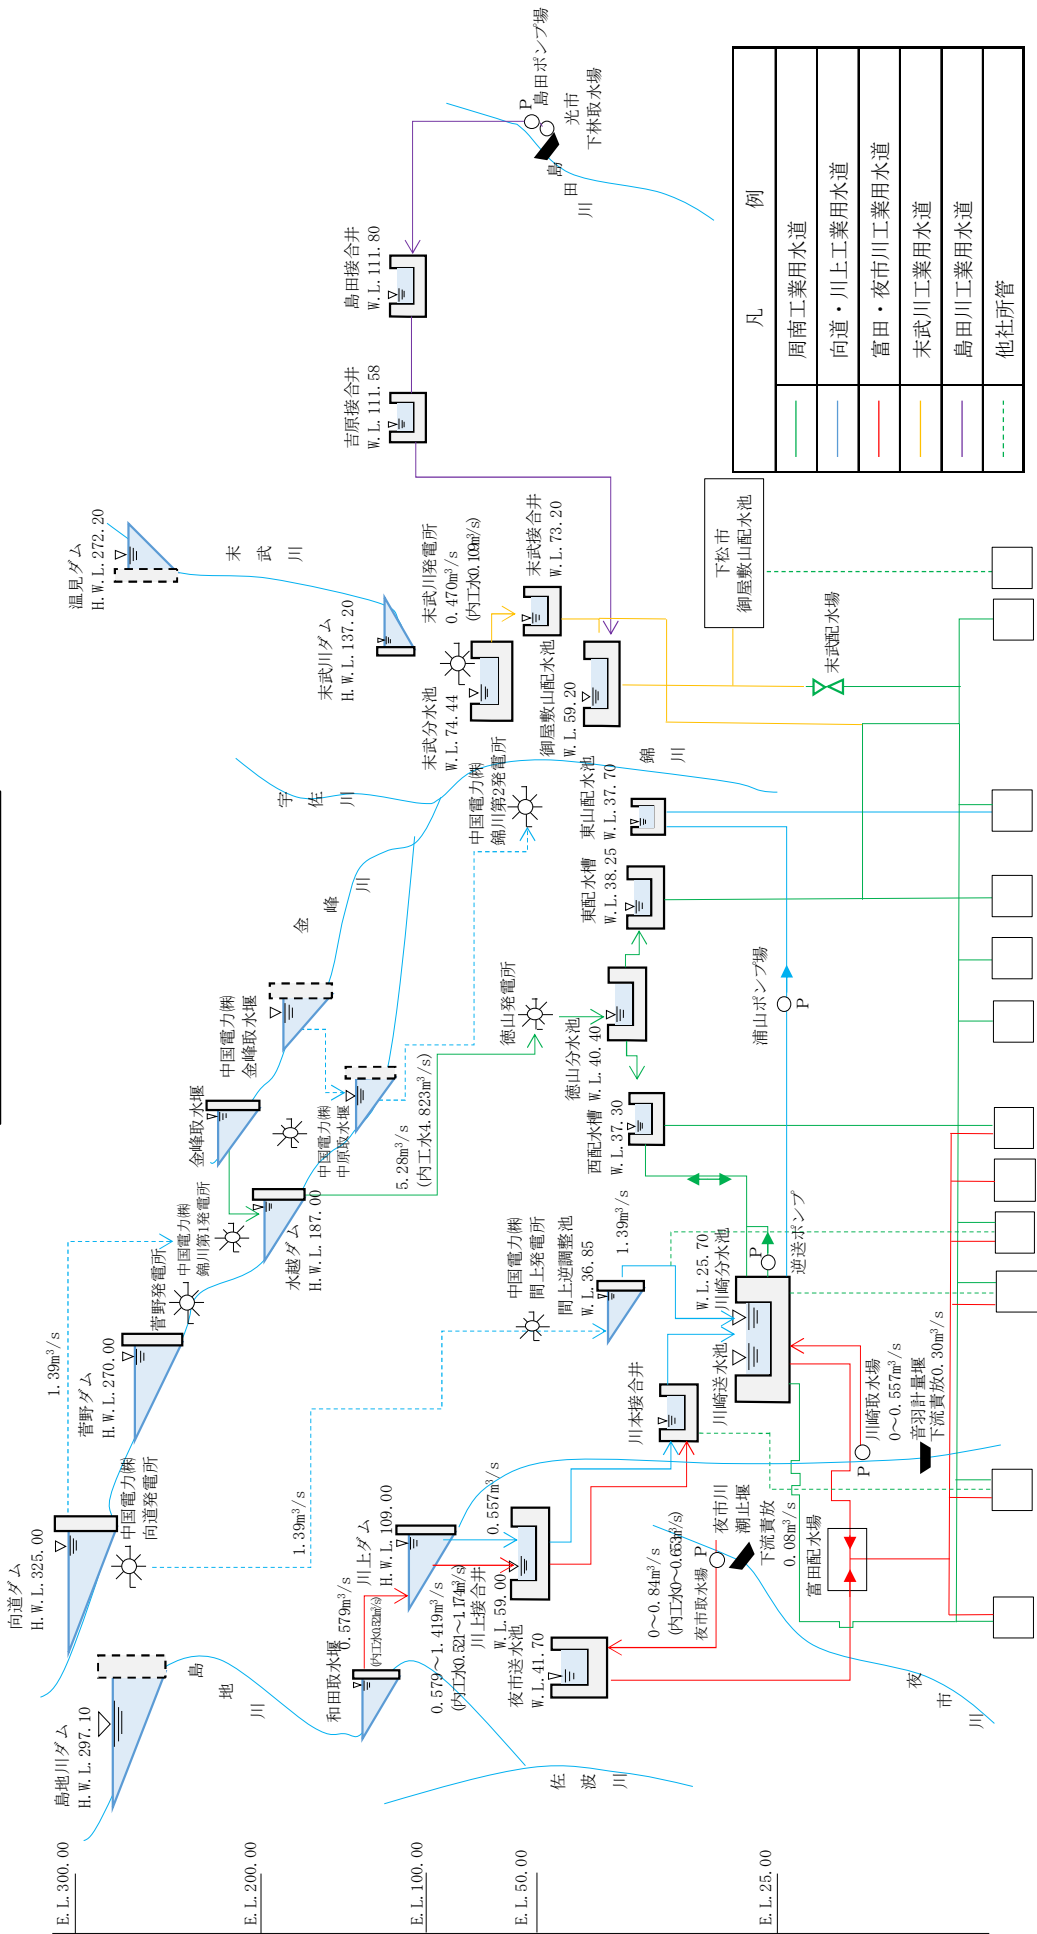 向道ダム
H.W.L.325.00
島地川ダム
H.W.L.297.10
E.L.300.00
E.L.200.00
E.L.100.00
E.L.50.00
E.L.25.00
1.39m³/s
菅野ダム
H.W.L.270.00
中国電力㈱
向道発電所
菅野発電所
中国電力㈱
錦川第1発電所
水越ダム
H.W.L.187.00
金峰取水堰
中国電力㈱
金峰取水堰
中国電力㈱
中原取水堰
金峰川
宇佐川
錦川
中国電力㈱
錦川第2発電所
5.28m³/s
(内工水4.823m³/s)
徳山発電所
徳山分水池
W.L.40.40
西配水槽
W.L.37.30
東配水槽
W.L.38.25
東山配水池
W.L.37.70
浦山ポンプ場
P
温見ダム
H.W.L.272.20
末武川
末武川ダム
H.W.L.137.20
末武川発電所
0.470m³/s
(内工水0.109m³/s)
末武分水池
W.L.74.44
末武接合井
W.L.73.20
御屋敷山配水池
W.L.59.20
下松市
御屋敷山配水池
末武配水場
吉原接合井
W.L.111.58
島田接合井
W.L.111.80
P
島田ポンプ場
光市
下林取水場
島田川
島地川
和田取水堰
0.579m³/s
(内工水0.521m³/s)
川上ダム
H.W.L.109.00
0.579～1.419m³/s
(内工水0.521～1.174m³/s)
0.557m³/s
川上接合井
W.L.59.00
1.39m³/s
中国電力㈱
間上発電所
間上逆調整池
W.L.36.85
1.39m³/s
川本接合井
川崎送水池
W.L.25.70
川崎分水池
P
逆送ポンプ
夜市送水池
W.L.41.70
0～0.84m³/s
(内工水0～0.653m³/s)
夜市取水場
P
夜市川
潮止堰
下流責放
0.08m³/s
富田配水場
P
川崎取水場
0～0.557m³/s
音羽計量堰
下流責放0.30m³/s
佐波川
夜市川
凡例
周南工業用水道
向道・川上工業用水道
富田・夜市川工業用水道
末武川工業用水道
島田川工業用水道
他社所管